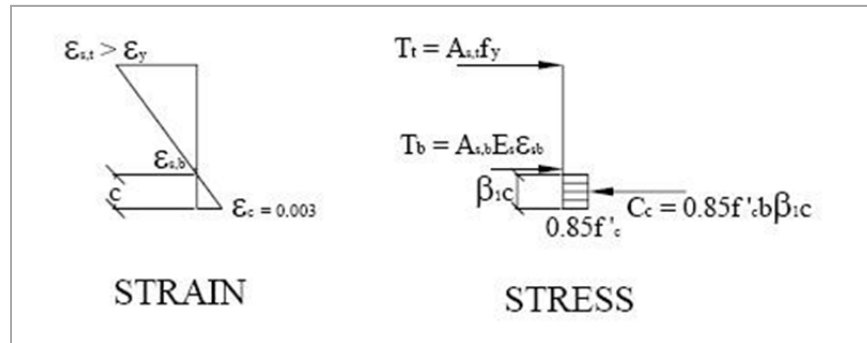 εs,t > εy
εs,b
c
εc = 0.003
STRAIN
Tt = As,tfy
Tb = As,bEsεsb
β1c
0.85f'c
Cc = 0.85f'cbβ1c
STRESS